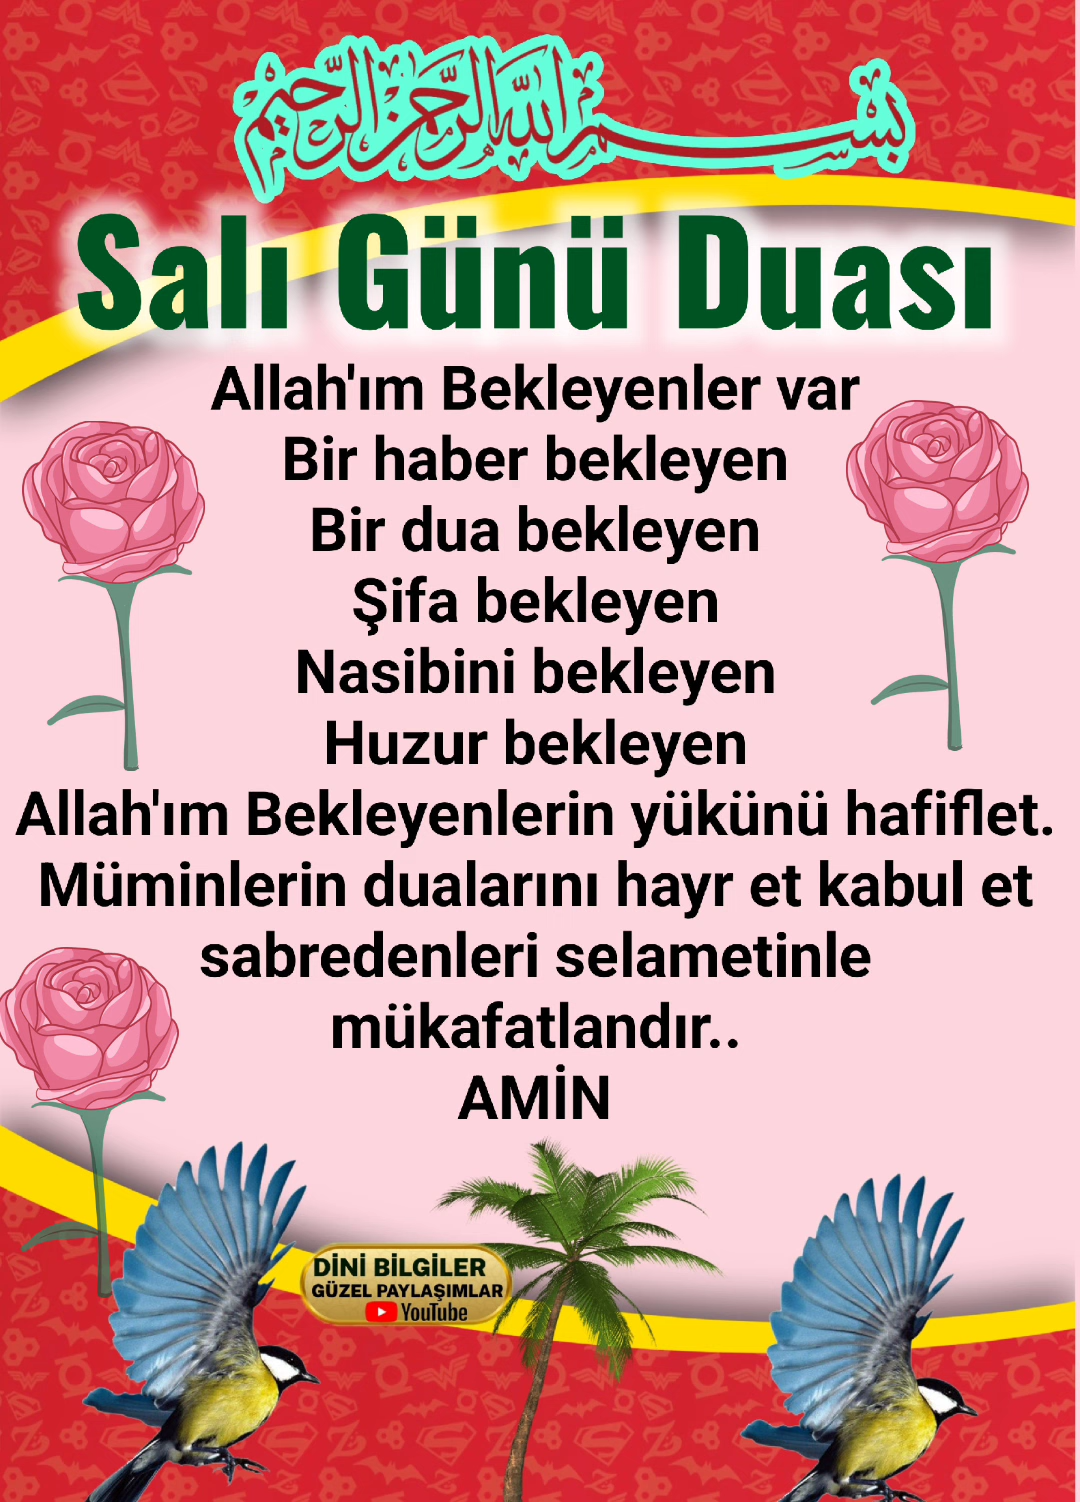 بسم الله الرحمن الرحيم
Salı Günü Duası
Allah'ım Bekleyenler var
Bir haber bekleyen
Bir dua bekleyen
Şifa bekleyen
Nasibini bekleyen
Huzur bekleyen
Allah'ım Bekleyenlerin yükünü hafiflet.
Müminlerin dualarını hayr et kabul et
sabredenleri selametinle
mükafatlandır..
AMİN
DİNİ BİLGİLER
GÜZEL PAYLAŞIMLAR
YouTube